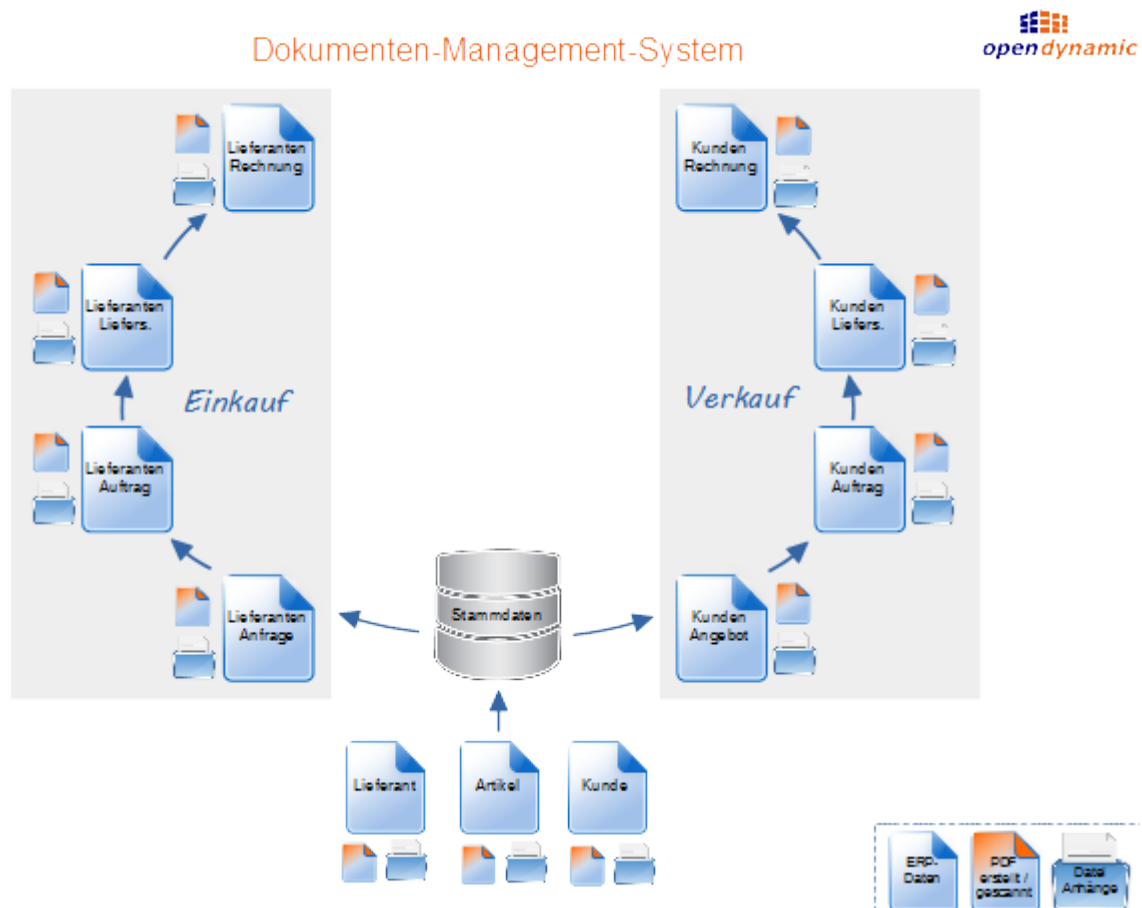 opendynamic
Dokumenten-Management-System
Lieferanten
Rechnung
Kunden
Rechnung
Lieferanten
Liefers.
Kunden
Liefers.
Einkauf
Verkauf
Lieferanten
Auftrag
Kunden
Auftrag
Lieferanten
Anfrage
Stammdaten
Kunden
Angebot
Lieferant
Artikel
Kunde
ERP-
Daten
PDF
erstellt /
gescannt
Datei
Anhänge